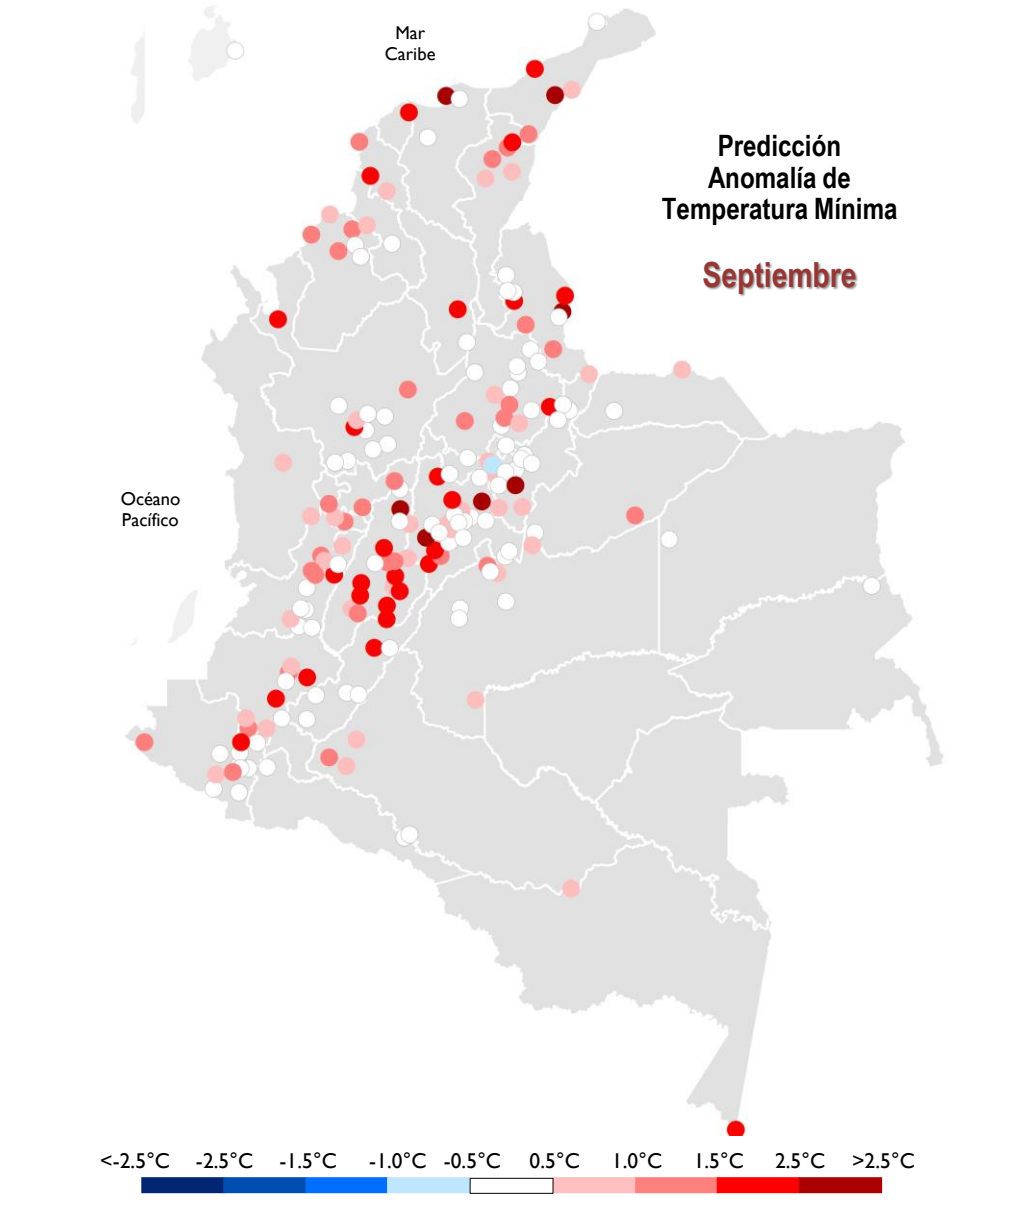 Mar
Caribe
Predicción
Anomalía de
Temperatura Mínima
Septiembre
Océano
Pacífico
<-2.5°C -2.5°C -1.5°C -1.0°C -0.5°C 0.5°C 1.0°C 1.5°C 2.5°C >2.5°C